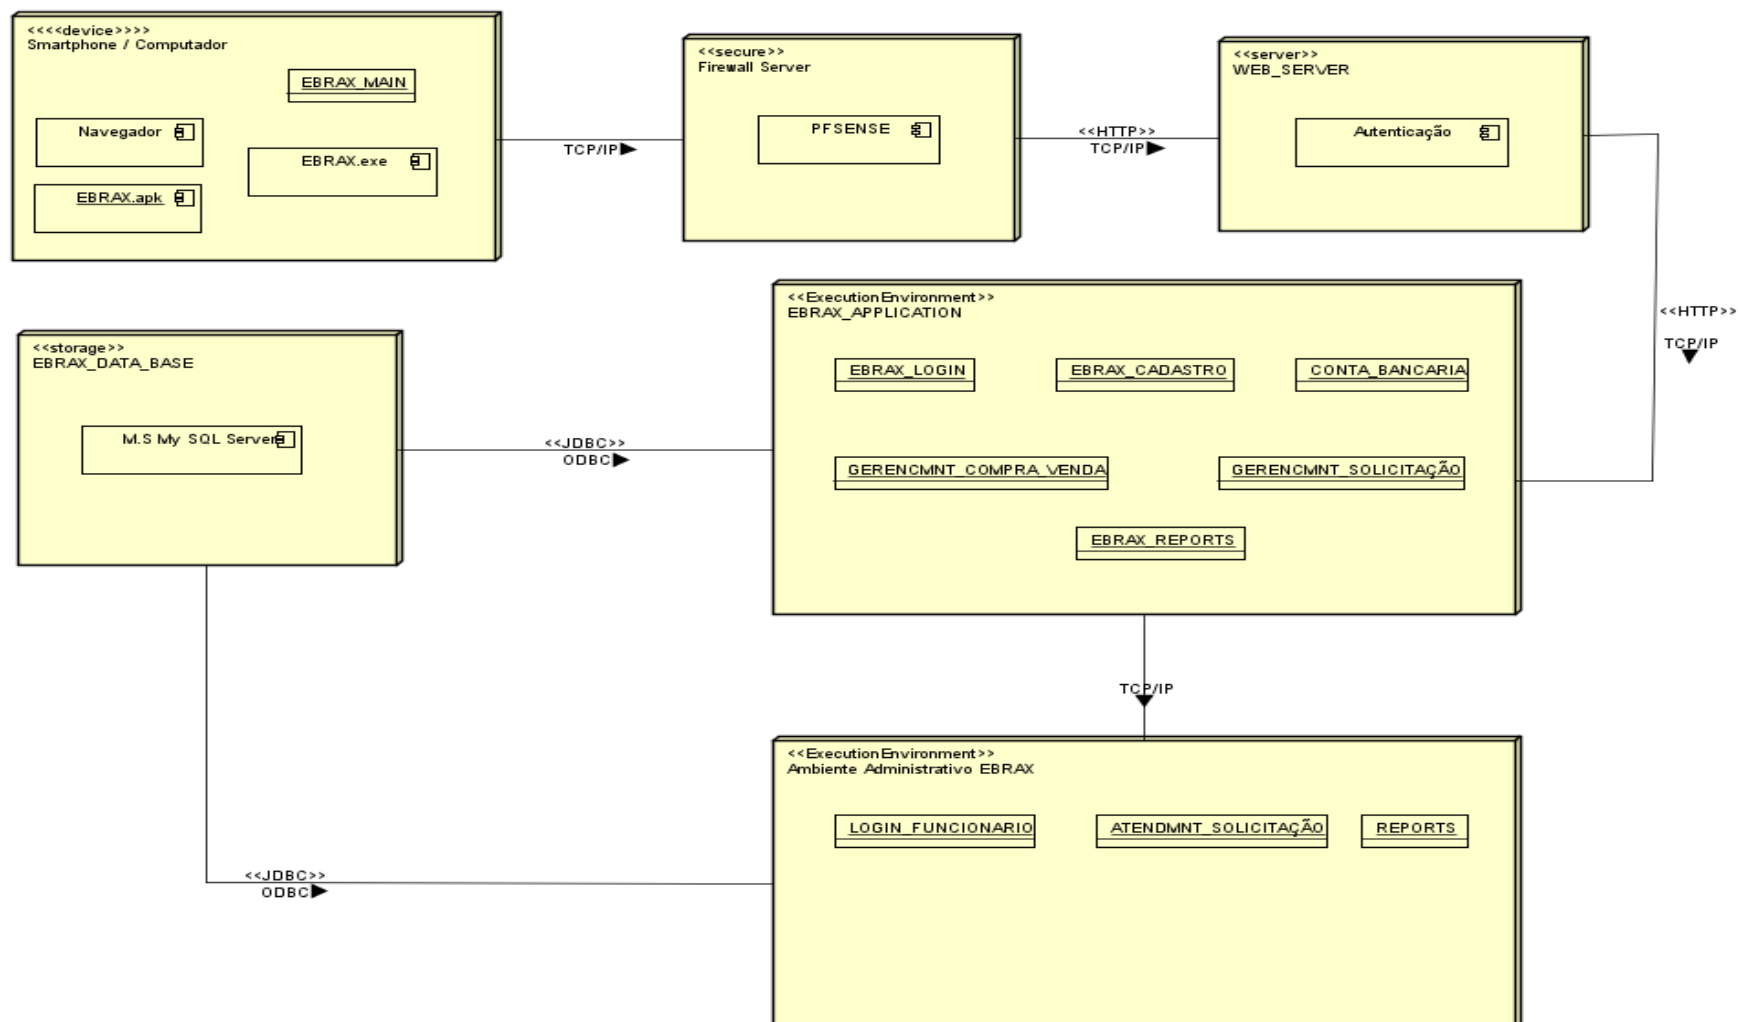 <<<<device>>>>
Smartphone / Computador
EBRAX_MAIN
Navegador
EBRAX.exe
EBRAX.apk
TCP/IP
<<secure>>
Firewall Server
PFSENSE
<<HTTP>>
TCP/IP
<<server>>
WEB_SERVER
Autenticação
<<HTTP>>
TCP/IP
<<ExecutionEnvironment>>
EBRAX_APPLICATION
EBRAX_LOGIN
EBRAX_CADASTRO
CONTA_BANCARIA
GERENCMNT_COMPRA_VENDA
GERENCMNT_SOLICITAÇÃO
EBRAX_REPORTS
<<storage>>
EBRAX_DATA_BASE
M.S My SQL Server
<<JDBC>>
ODBC
TCP/IP
<<ExecutionEnvironment>>
Ambiente Administrativo EBRAX
LOGIN_FUNCIONARIO
ATENDMNT_SOLICITAÇÃO
REPORTS
<<JDBC>>
ODBC